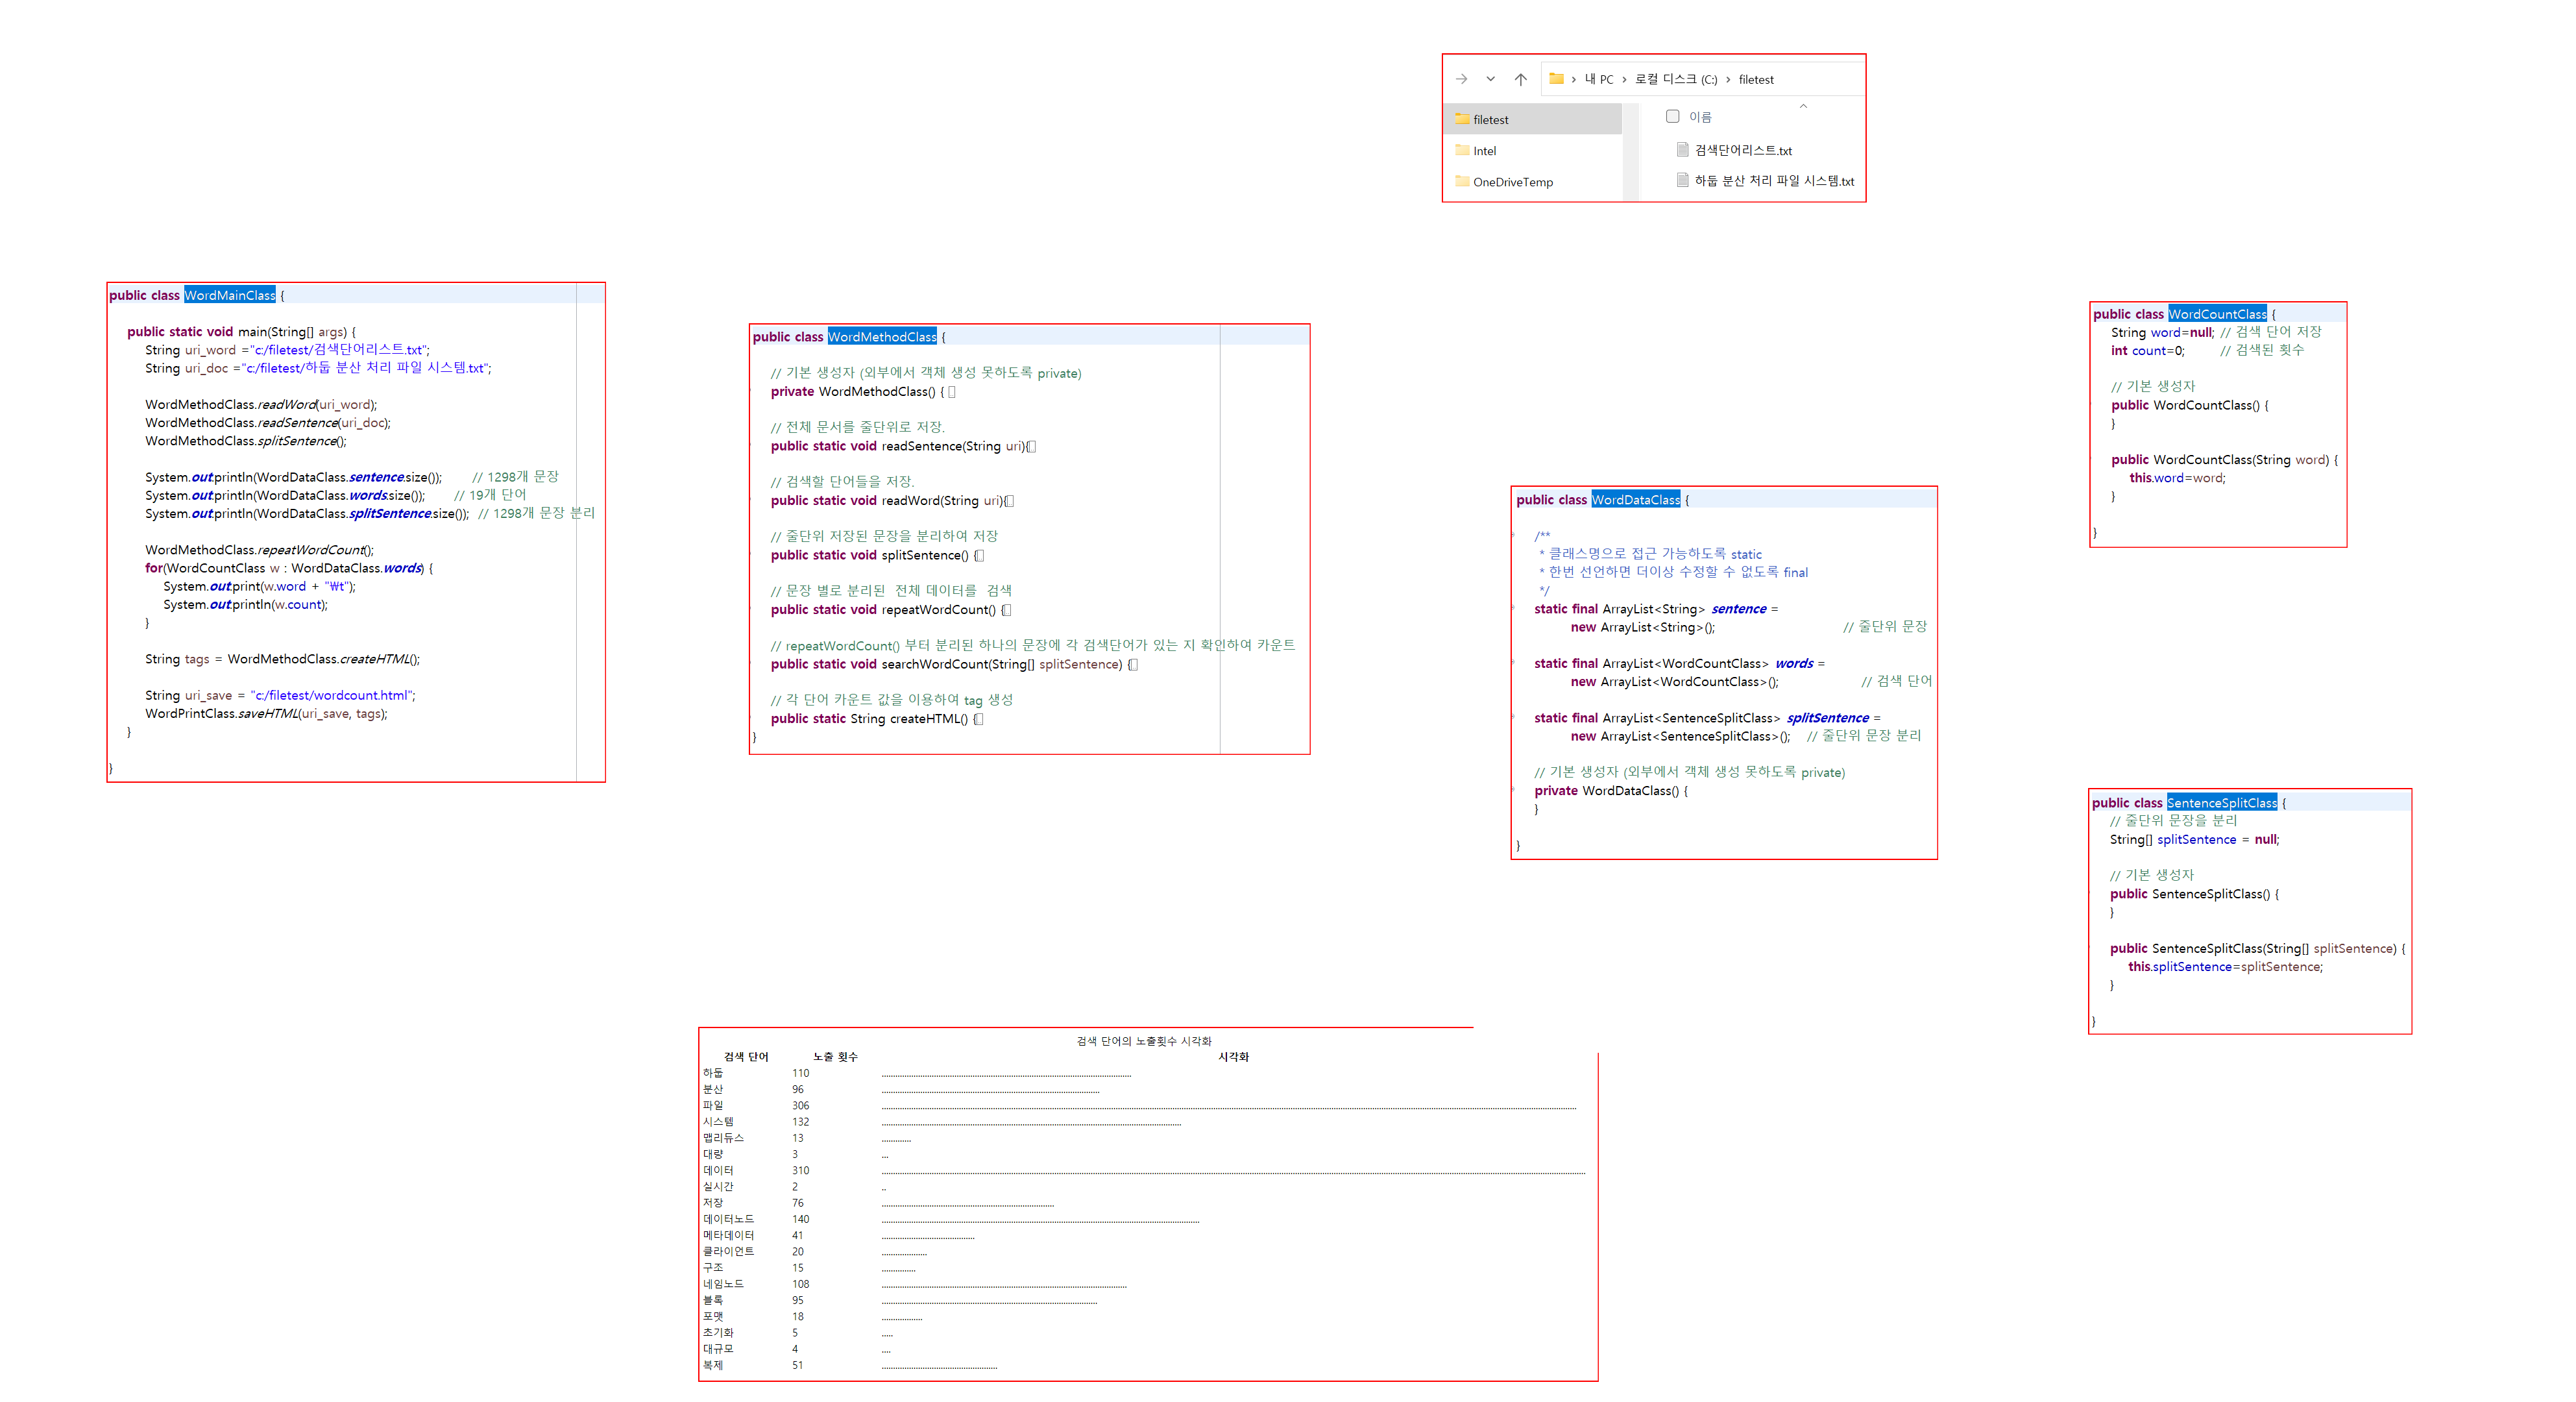 내 PC › 로컬 디스크 (C:) › filetest
filetest
Intel
OneDriveTemp
이름
검색단어리스트.txt
하둡 분산 처리 파일 시스템.txt
public class WordMainClass {
public static void main(String[] args) {
String uri_word ="c:/filetest/검색단어리스트.txt";
String uri_doc ="c:/filetest/하둡 분산 처리 파일 시스템.txt";
WordMethodClass.readWord(uri_word);
WordMethodClass.readSentence(uri_doc);
WordMethodClass.splitSentence();
System.out.println(WordDataClass.sentence.size()); // 1298개 문장
System.out.println(WordDataClass.words.size()); // 19개 단어
System.out.println(WordDataClass.splitSentence.size()); // 1298개 문장 분리
WordMethodClass.repeatWordCount();
for(WordCountClass w : WordDataClass.words) {
System.out.print(w.word + "₩t");
System.out.println(w.count);
}
String tags = WordMethodClass.createHTML();
String uri_save = "c:/filetest/wordcount.html";
WordPrintClass.saveHTML(uri_save, tags);
}
}
public class WordMethodClass {
// 기본 생성자 (외부에서 객체 생성 못하도록 private)
private WordMethodClass() {
// 전체 문서를 줄단위로 저장.
public static void readSentence(String uri){
// 검색할 단어들을 저장.
public static void readWord(String uri){
// 줄단위 저장된 문장을 분리하여 저장
public static void splitSentence() {
// 문장 별로 분리된 전체 데이터를 검색
public static void repeatWordCount() {
// repeatWordCount() 부터 분리된 하나의 문장에 각 검색단어가 있는 지 확인하여 카운트
public static void searchWordCount(String[] splitSentence) {
// 각 단어 카운트 값을 이용하여 tag 생성
public static String createHTML() {
}
public class WordDataClass {
/**
* 클래스명으로 접근 가능하도록 static
* 한번 선언하면 더이상 수정할 수 없도록 final
*/
static final ArrayList<String> sentence =
new ArrayList<String>(); // 줄단위 문장
static final ArrayList<WordCountClass> words =
new ArrayList<WordCountClass>(); // 검색 단어
static final ArrayList<SentenceSplitClass> splitSentence =
new ArrayList<SentenceSplitClass>(); // 줄단위 문장 분리
// 기본 생성자 (외부에서 객체 생성 못하도록 private)
private WordDataClass() {
}
}
public class WordCountClass {
String word=null; // 검색 단어 저장
int count=0; // 검색된 횟수
// 기본 생성자
public WordCountClass() {
}
public WordCountClass(String word) {
this.word=word;
}
}
public class SentenceSplitClass {
// 줄단위 문장을 분리
String[] splitSentence = null;
// 기본 생성자
public SentenceSplitClass() {
}
public SentenceSplitClass(String[] splitSentence) {
this.splitSentence=splitSentence;
}
}
검색 단어의 노출횟수 시각화
검색 단어 노출 횟수 시각화
하둡 110
분산 96
파일 306
시스템 132
맵리듀스 13
대량 3
데이터 310
실시간 2
저장 76
데이터노드 140
메타데이터 41
클라이언트 20
구조 15
네임노드 108
블록 95
포맷 18
초기화 5
대규모 4
복제 51